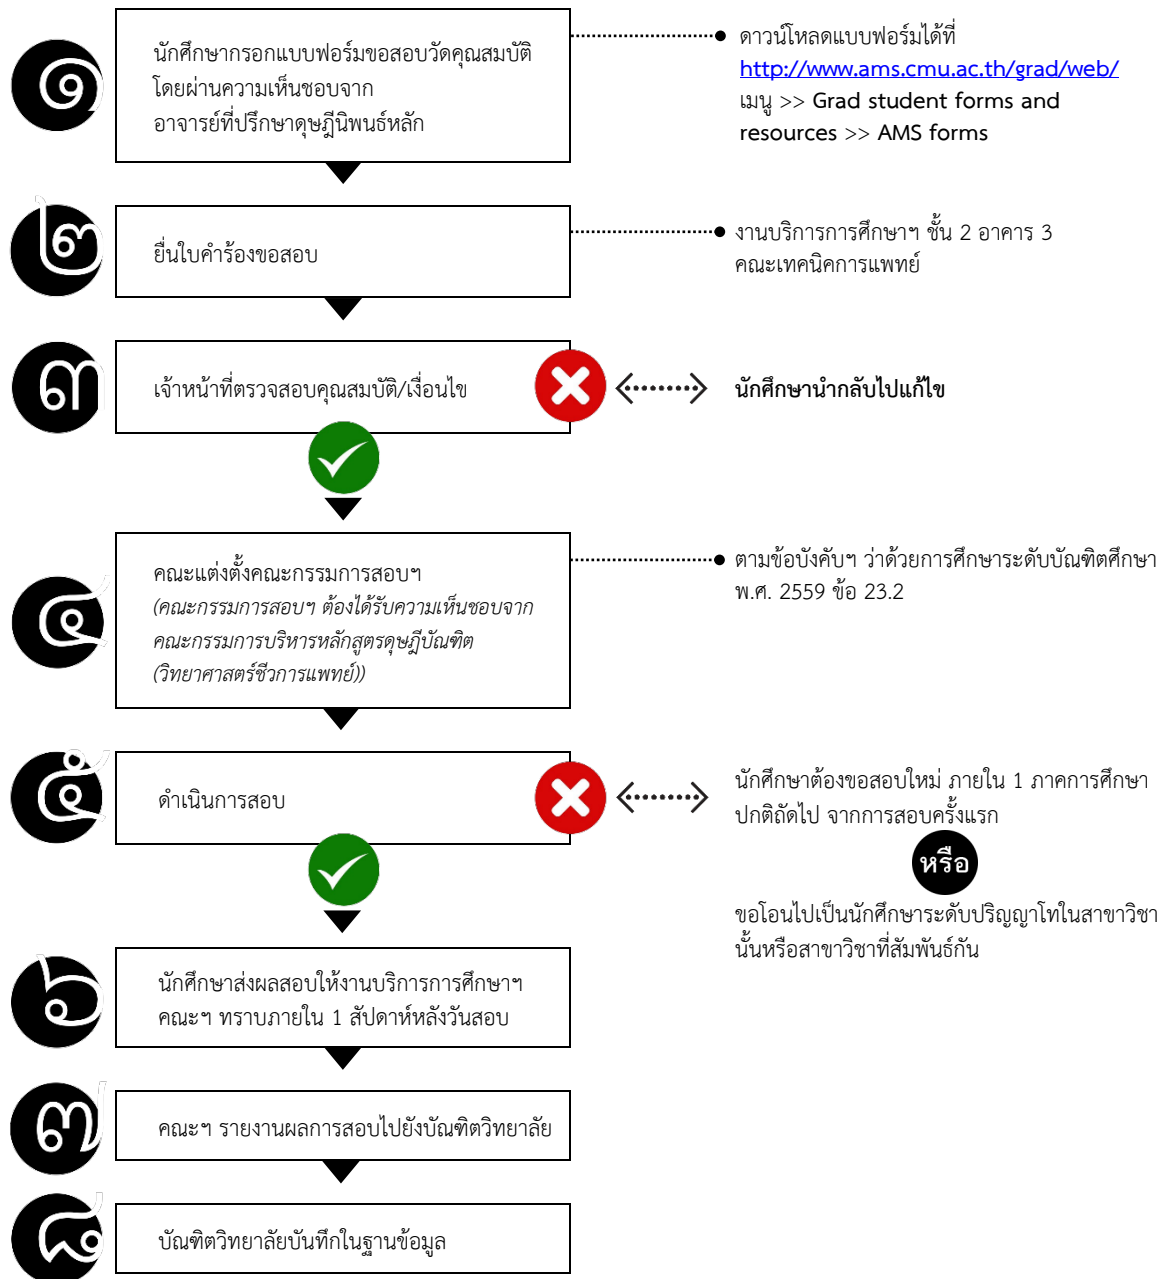 ๑
นักศึกษากรอกแบบฟอร์มขอสอบวัดคุณสมบัติ
โดยผ่านความเห็นชอบจาก
อาจารย์ที่ปรึกษาดุษฎีนิพนธ์หลัก
ดาวน์โหลดแบบฟอร์มได้ที่
http://www.ams.cmu.ac.th/grad/web/
เมนู >> Grad student forms and
resources >> AMS forms
๒
ยื่นใบคำร้องขอสอบ
งานบริการการศึกษาฯ ชั้น 2 อาคาร 3
คณะเทคนิคการแพทย์
๓
เจ้าหน้าที่ตรวจสอบคุณสมบัติ/เงื่อนไข
นักศึกษานำกลับไปแก้ไข
๔
คณะแต่งตั้งคณะกรรมการสอบฯ
(คณะกรรมการสอบฯ ต้องได้รับความเห็นชอบจาก
คณะกรรมการบริหารหลักสูตรดุษฎีบัณฑิต
(วิทยาศาสตร์ชีวการแพทย์))
ตามข้อบังคับฯ ว่าด้วยการศึกษาระดับบัณฑิตศึกษา
พ.ศ. 2559 ข้อ 23.2
๕
ดำเนินการสอบ
นักศึกษาต้องขอสอบใหม่ ภายใน 1 ภาคการศึกษา
ปกติถัดไป จากการสอบครั้งแรก
หรือ
ขอโอนไปเป็นนักศึกษาระดับปริญญาโทในสาขาวิชา
นั้นหรือสาขาวิชาที่สัมพันธ์กัน
๖
นักศึกษาส่งผลสอบให้งานบริการการศึกษาฯ
คณะฯ ทราบภายใน 1 สัปดาห์หลังวันสอบ
๗
คณะฯ รายงานผลการสอบไปยังบัณฑิตวิทยาลัย
๘
บัณฑิตวิทยาลัยบันทึกในฐานข้อมูล